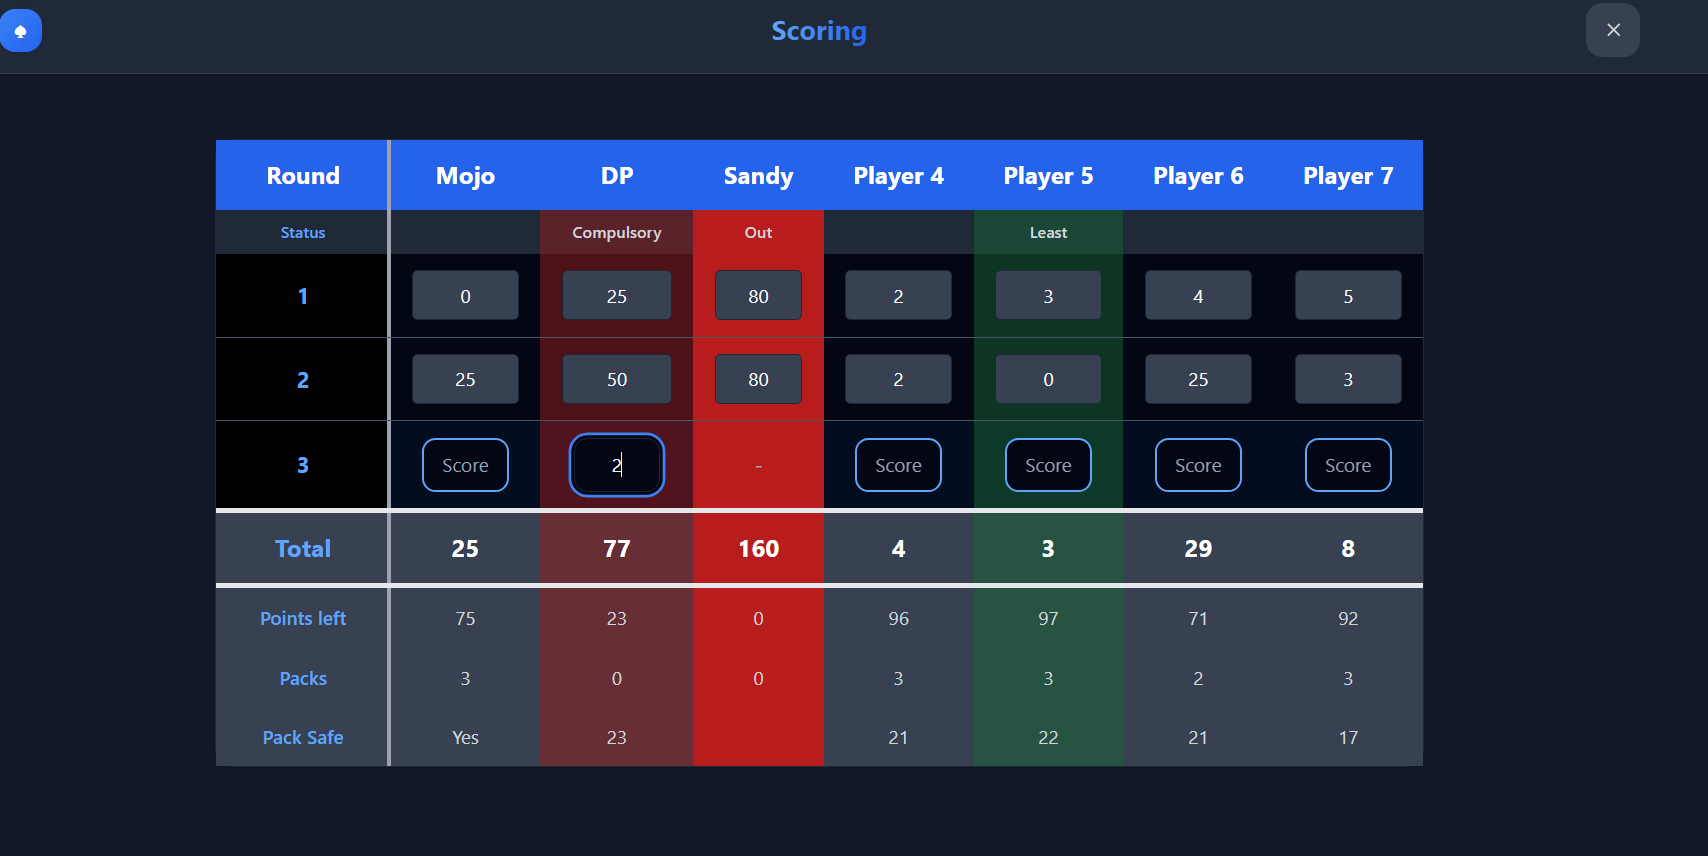 Scoring
Round Mojo DP Sandy Player 4 Player 5 Player 6 Player 7
Status Compulsory Out Least
1 0 25 80 2 3 4 5
2 25 50 80 2 0 25 3
3 Score 2 - Score Score Score Score
Total 25 77 160 4 3 29 8
Points left 75 23 0 96 97 71 92
Packs 3 0 0 3 3 2 3
Pack Safe Yes 23 21 22 21 17